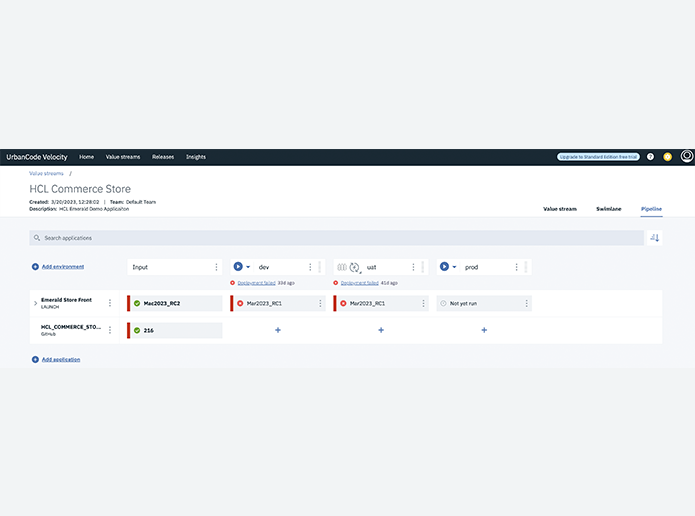 UrbanCode Velocity Home Value streams Releases Insights Upgrade to Standard Edition free trial
Value streams /
HCL Commerce Store
Created: 3/20/2023, 12:28:02 | Team: Default Team
Description: HCL Emerald Demo Applicaiton
Value stream Swimlane Pipeline
Search applications
Add environment Input dev uat prod
Deployment failed 33d ago Deployment failed 41d ago
Emerald Store Front Mac2023_RC2 Mar2023_RC1 Mar2023_RC1 Not yet run
LAUNCH
HCL_COMMERCE_STO... 216
GitHub
Add application